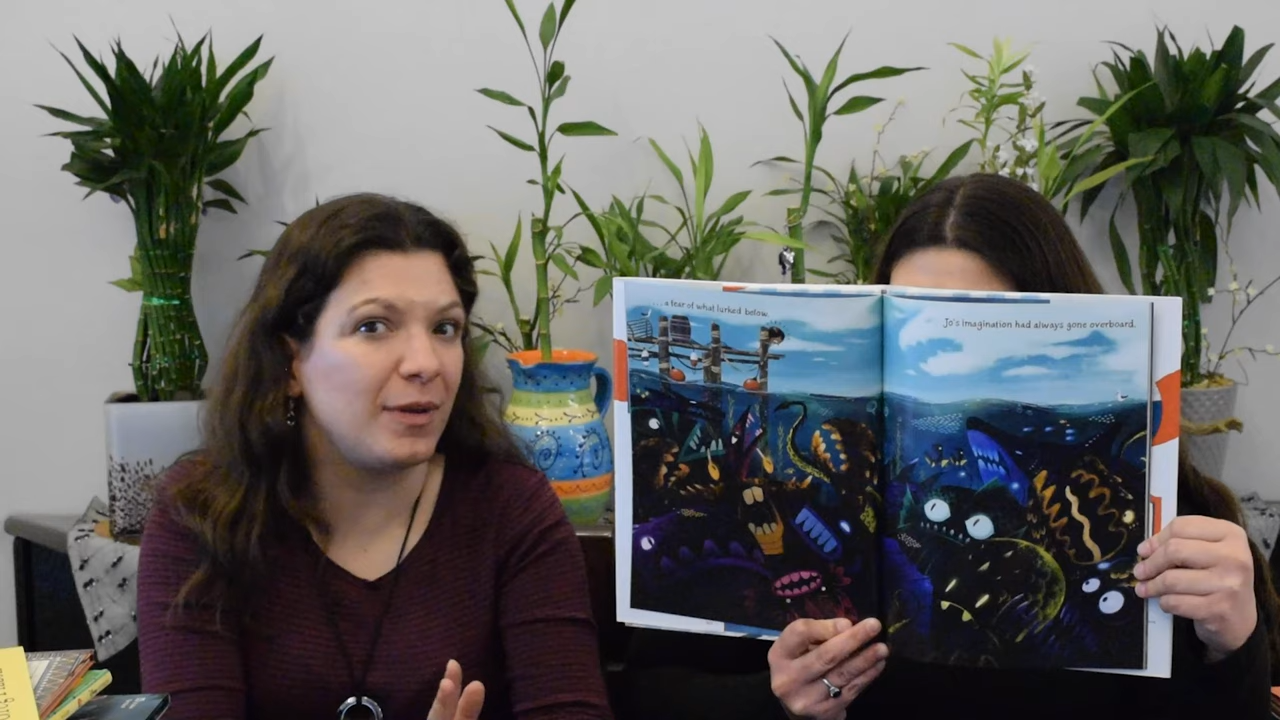 . . . a fear of what lurked below.
Jo's imagination had always gone overboard.